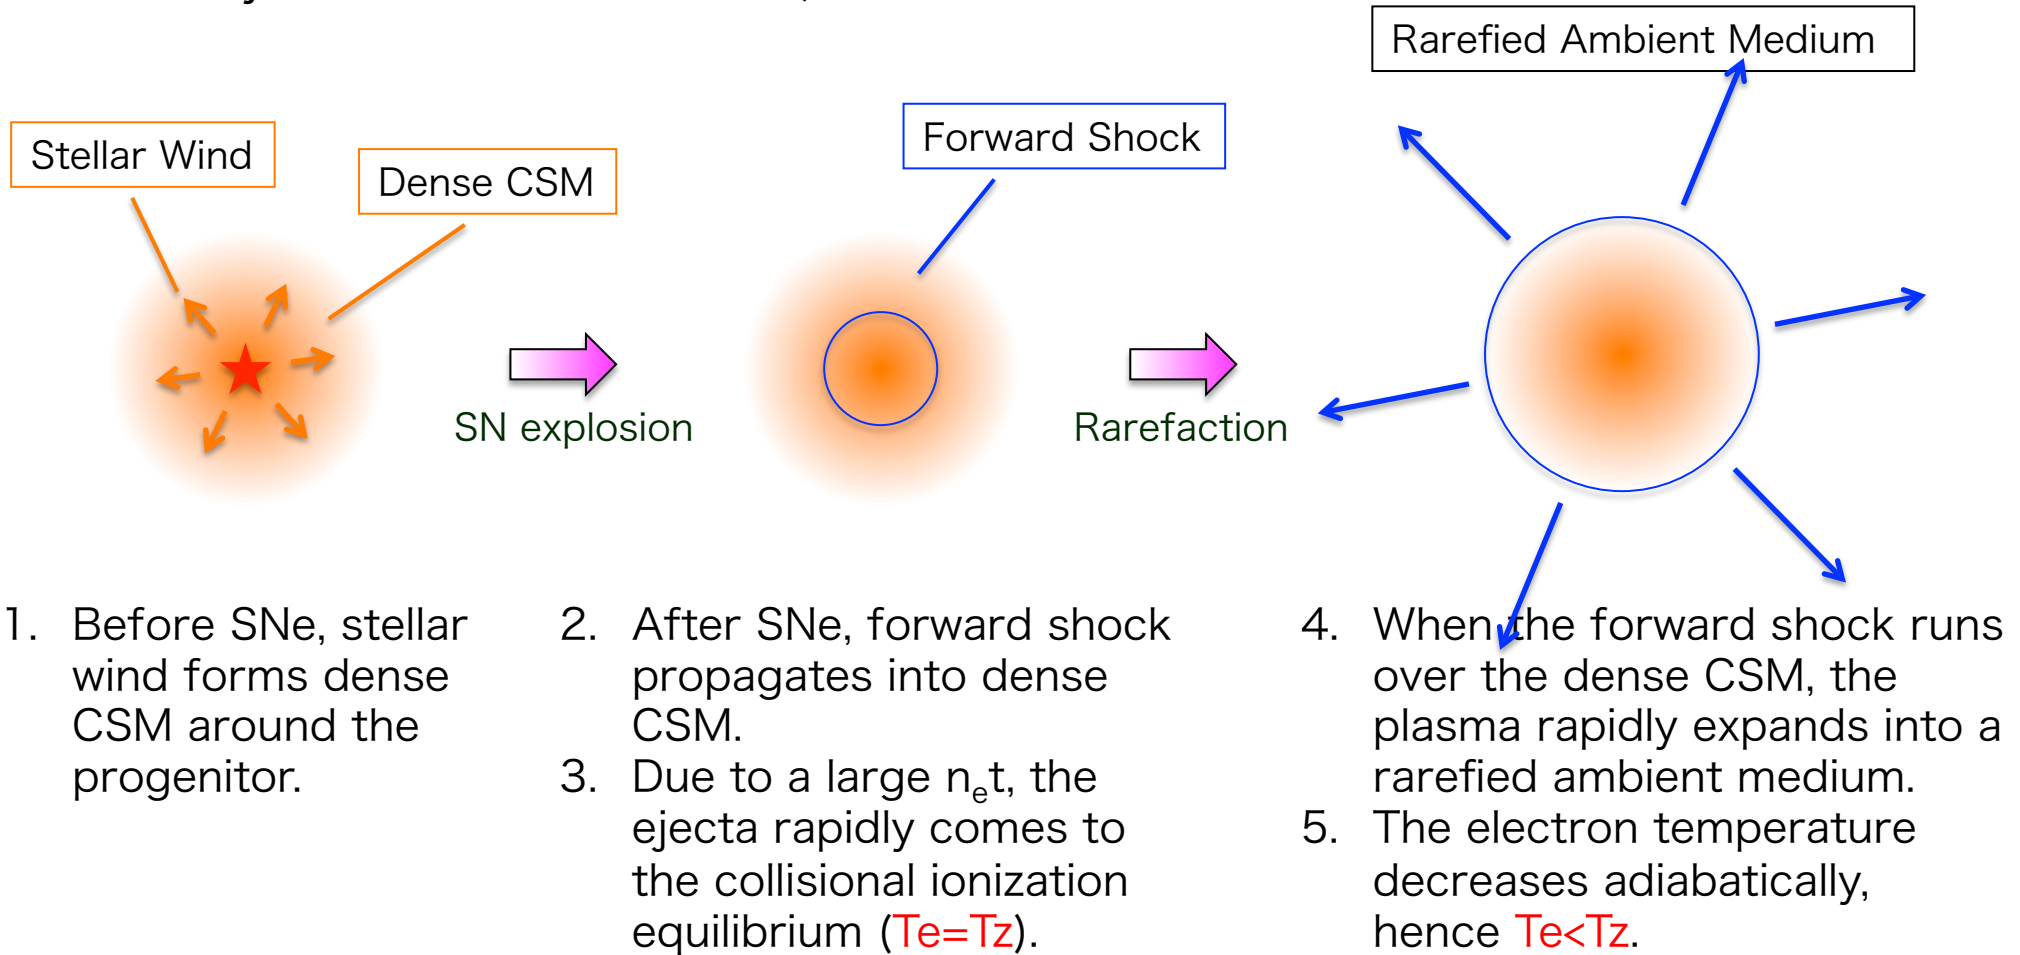 Rarefied Ambient Medium
Stellar Wind
Dense CSM
Forward Shock
SN explosion
Rarefaction
1. Before SNe, stellar
wind forms dense
CSM around the
progenitor.
2. After SNe, forward shock
propagates into dense
CSM.
3. Due to a large nₑt, the
ejecta rapidly comes to
the collisional ionization
equilibrium (Te=Tz).
4. When the forward shock runs
over the dense CSM, the
plasma rapidly expands into a
rarefied ambient medium.
5. The electron temperature
decreases adiabatically,
hence Te<Tz.